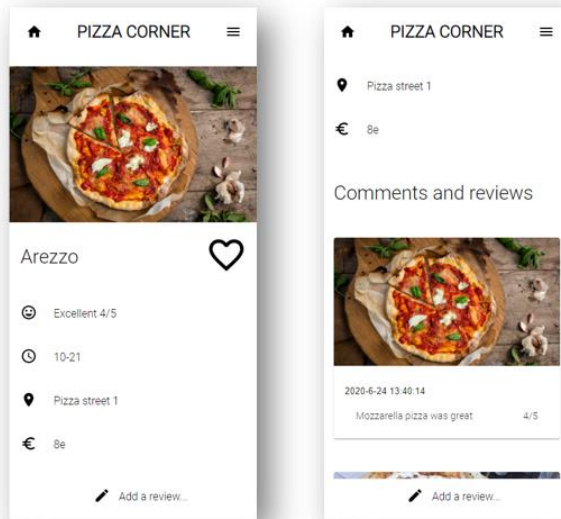 PIZZA CORNER
Arezzo
Excellent 4/5
10-21
Pizza street 1
€ 8e
Add a review...
PIZZA CORNER
Pizza street 1
€ 8e
Comments and reviews
2020-6-24 13:40:14
Mozzarella pizza was great 4/5
Add a review...